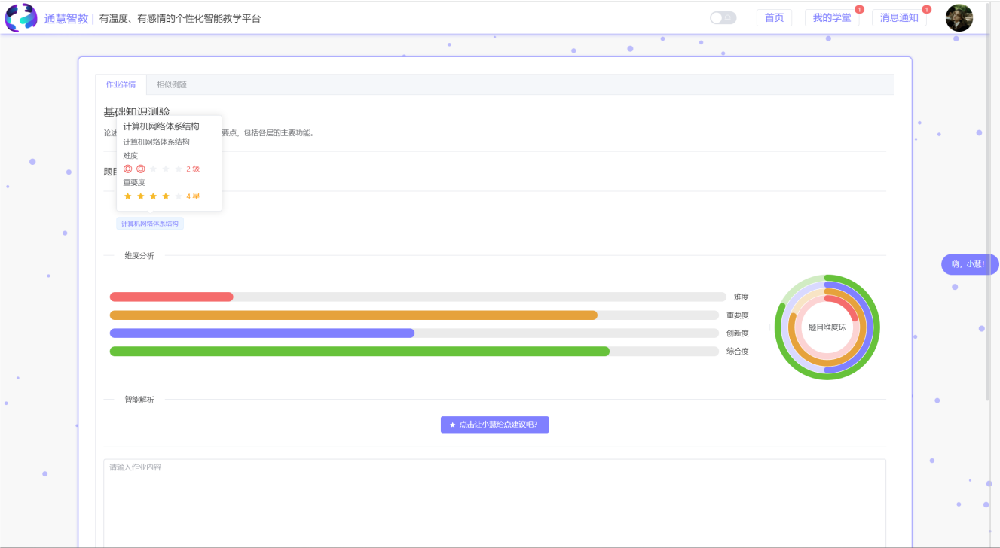 通慧智教 | 有温度、有感情的个性化智能教学平台
首页
我的学堂
1
消息通知
1
作业详情
相似例题
基础知识测验
论述
要点，包括各层的主要功能。
计算机网络体系结构
计算机网络体系结构
难度
2 级
重要度
4 星
题目
计算机网络体系结构
维度分析
难度
重要度
创新度
综合度
题目维度环
嗨，小慧！
智能解析
点击让小慧给点建议吧?
请输入作业内容